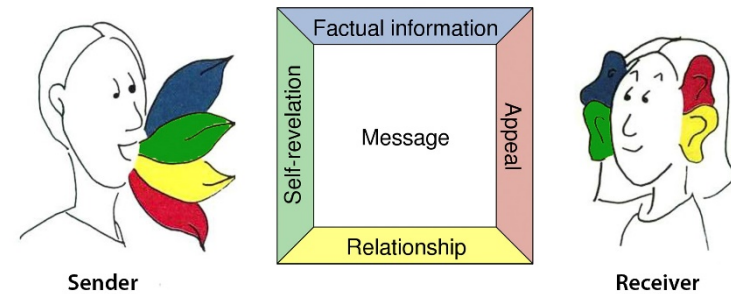 Factual information
Self-revelation
Message
Appeal
Relationship
Sender
Receiver